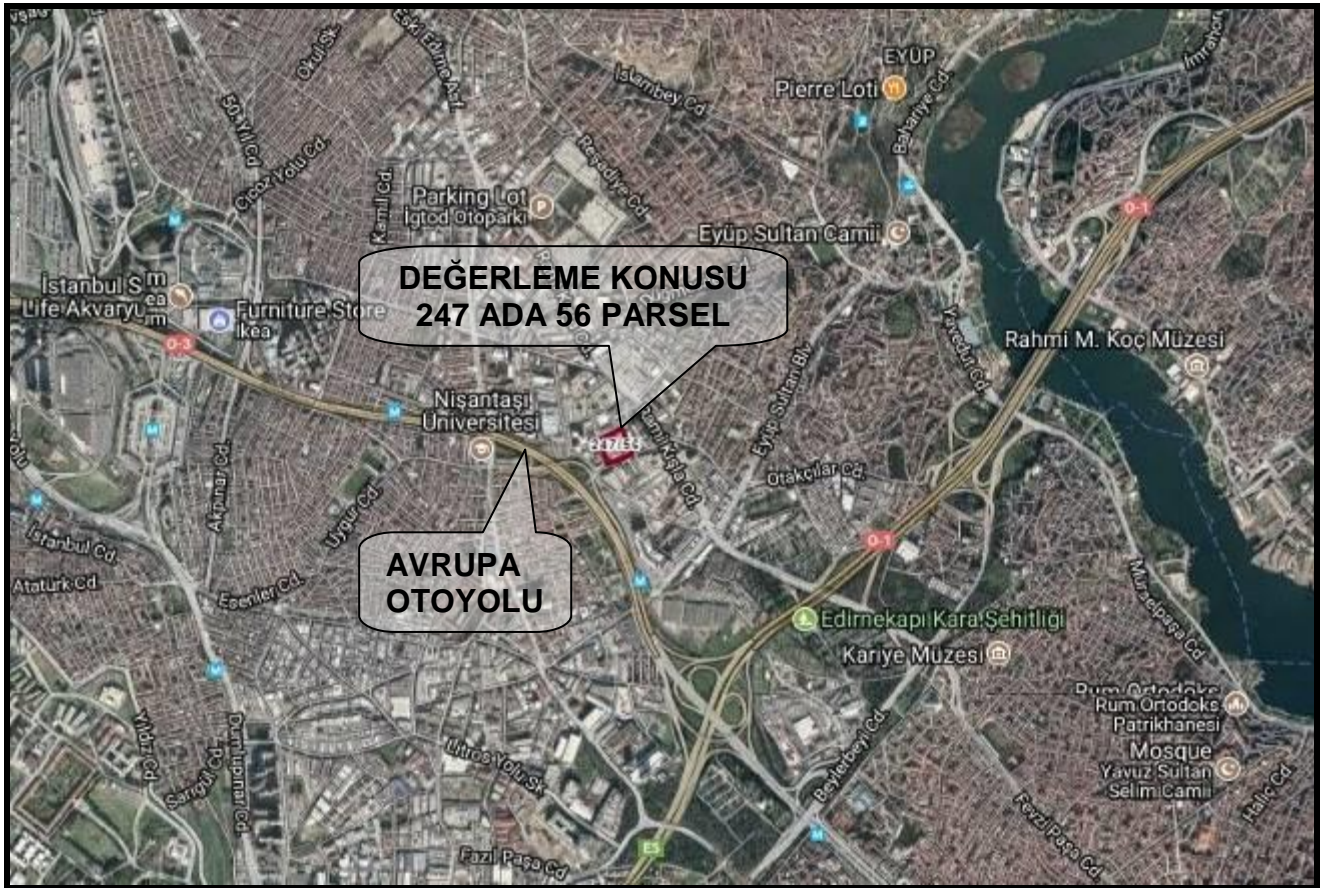 Okul Sk.
Eski Edirne Asf.
EYÜP
Pierre Loti
İslambey Cd.
Bahariye Cd.
50. Yıl Cd.
Cicoz Yolu Cd.
Reşadiye Cd.
Kamil Cd.
Parking Lot
İgtod Otoparkı
O-1
Eyüp Sultan Camii
DEĞERLEME KONUSU
247 ADA 56 PARSEL
İstanbul S
m
ea
m
Life Akvaryu
Furniture Store
Ikea
O-3
Yavedut Cd.
Rahmi M. Koç Müzesi
Nişantaşı
Üniversitesi
Rami Kışla Cd.
Eyüp Sultan Blv.
Otakçılar Cd.
Akpınar Cd.
Uygur Cd.
İstanbul Cd.
Atatürk Cd.
Esenler Cd.
AVRUPA
OTOYOLU
O-1
Edirnekapı Kara Şehitliği
Kariye Müzesi
Mürselpaşa Cd.
Rum Ortodoks
Rum Ortodoks
Patrikhanesi
Mosque
Yavuz Sultan
Selim Camii
Yıldız Cd.
Sarıgül Cd.
Dumlupınar Cd.
Litros Yolu Sk.
Beylerbeyi Cd.
Fevzi Paşa Cd.
Haliç Cd.
Fazıl Paşa Cd.
E5